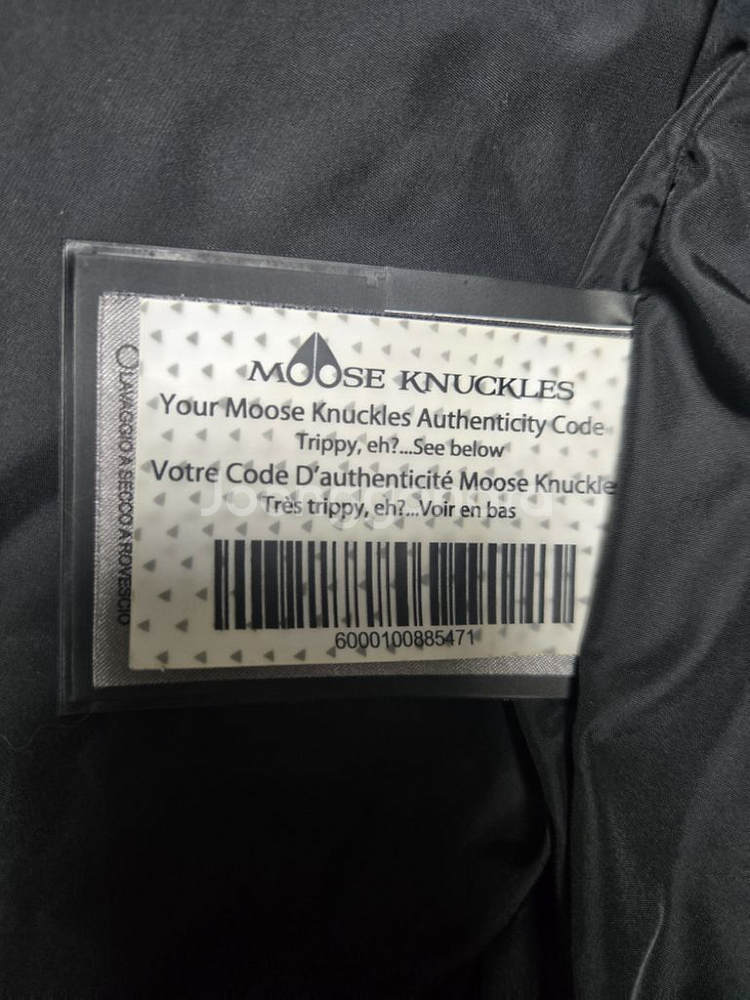 MOOSE KNUCKLES
Your Moose Knuckles Authenticity Code
Trippy, eh?...See below
Votre Code D'authenticité Moose Knuckle
Très trippy, eh?...Voir en bas
6000100885471
LAVAGGIO A SECCO A ROVESCIO